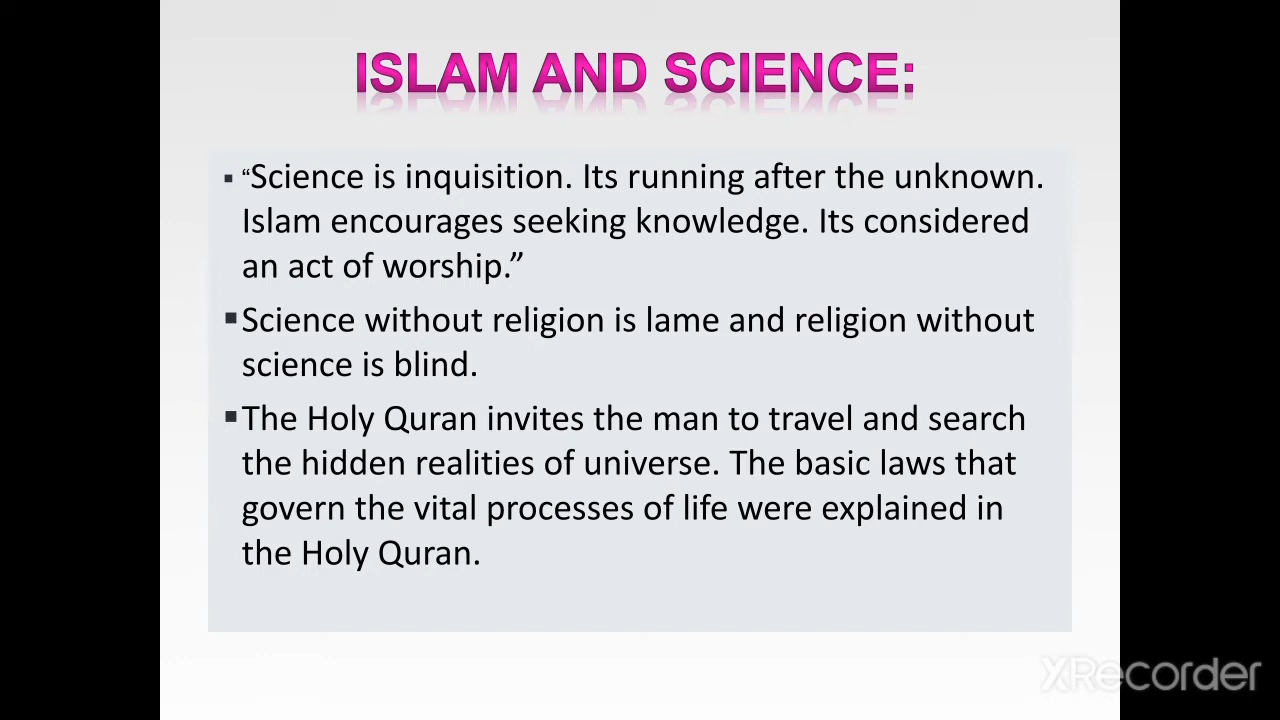 ISLAM AND SCIENCE:
▪ “Science is inquisition. Its running after the unknown.
Islam encourages seeking knowledge. Its considered
an act of worship.”
▪Science without religion is lame and religion without
science is blind.
▪The Holy Quran invites the man to travel and search
the hidden realities of universe. The basic laws that
govern the vital processes of life were explained in
the Holy Quran.
XRecorder